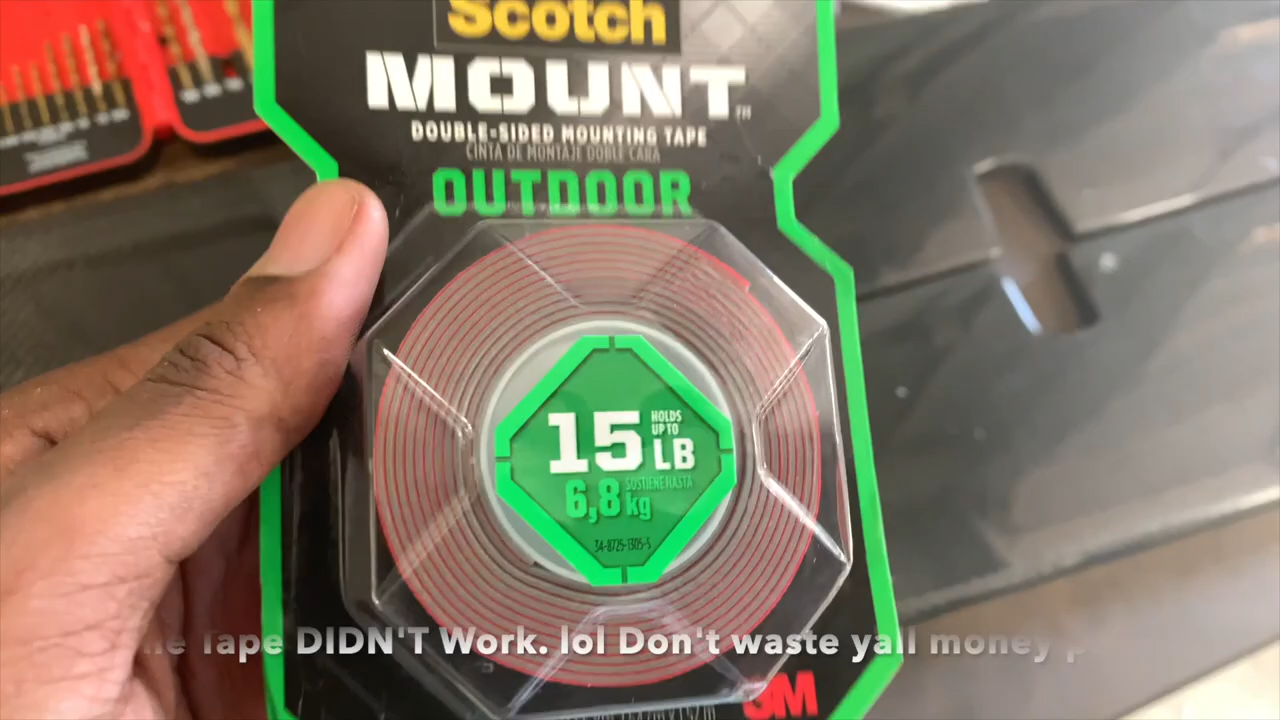 Scotch
MOUNT™
DOUBLE-SIDED MOUNTING TAPE
CINTA DE MONTAJE DOBLE CARA
OUTDOOR
15 HOLDS UP TO LB
SOSTIENE HASTA
6,8 kg
34-8725-1305-5
Tape DIDN'T Work. lol Don't waste yall money
3M